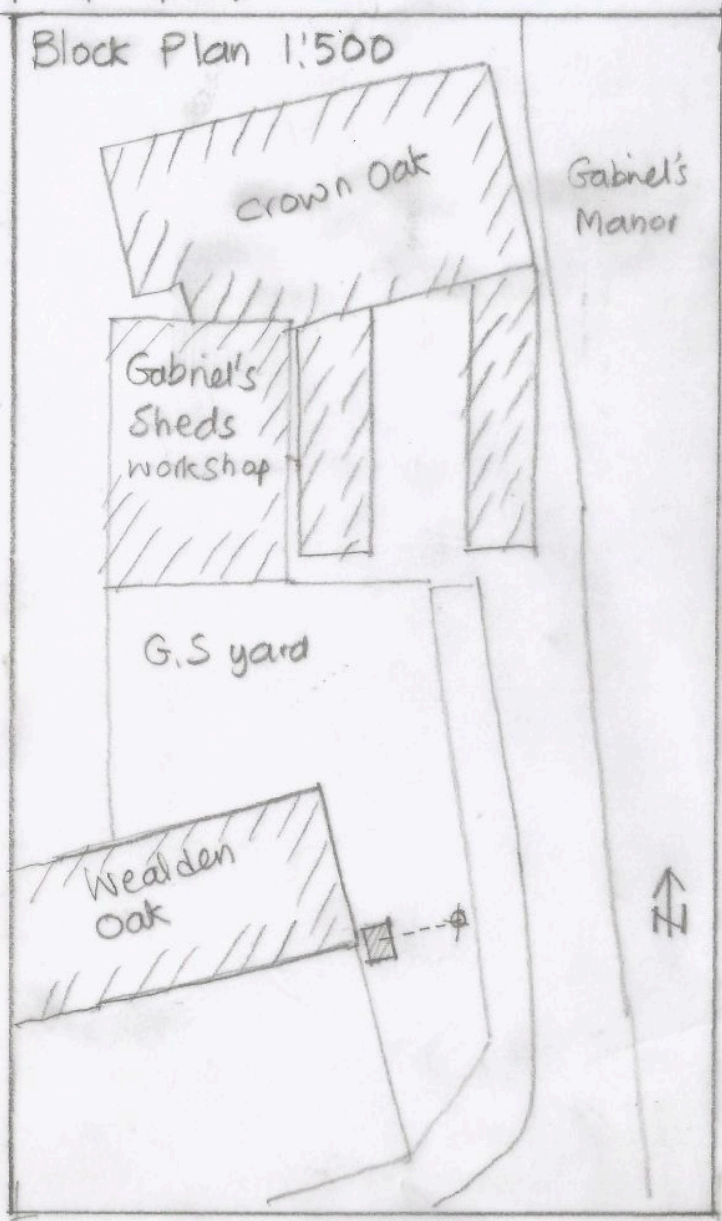 Block Plan 1:500
Crown Oak
Gabriel's
Manor
Gabriel's
Sheds
workshop
G.S yard
Wealden
Oak
N